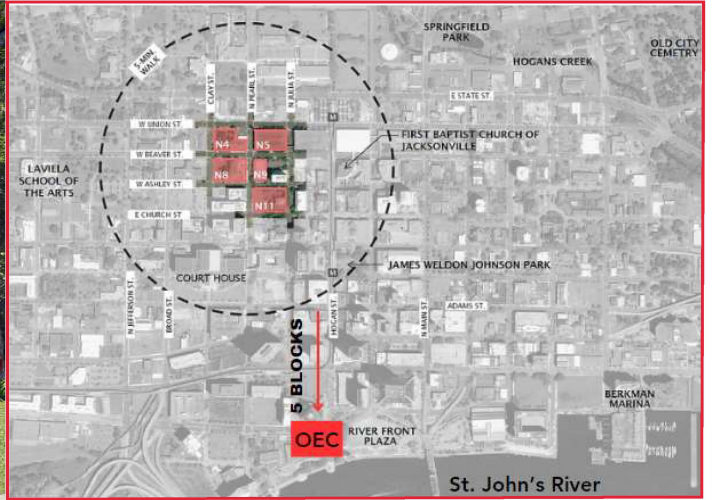 SPRINGFIELD
PARK
OLD CITY
CEMETRY
HOGANS CREEK
5-MIN.
WALK
CLAY ST.
N PEARL ST.
N JULIA ST.
E STATE ST.
M
W UNION ST.
FIRST BAPTIST CHURCH OF
JACKSONVILLE
N4
N5
W BEAVER ST.
LAVIELA
SCHOOL OF
THE ARTS
N8
N9
W ASHLEY ST.
N11
E CHURCH ST.
JAMES WELDON JOHNSON PARK
M
COURT HOUSE
N JEFFERSON ST.
BROAD ST.
HOGAN ST.
N MAIN ST.
ADAMS ST.
5 BLOCKS
BERKMAN
MARINA
OEC
RIVER FRONT
PLAZA
St. John's River